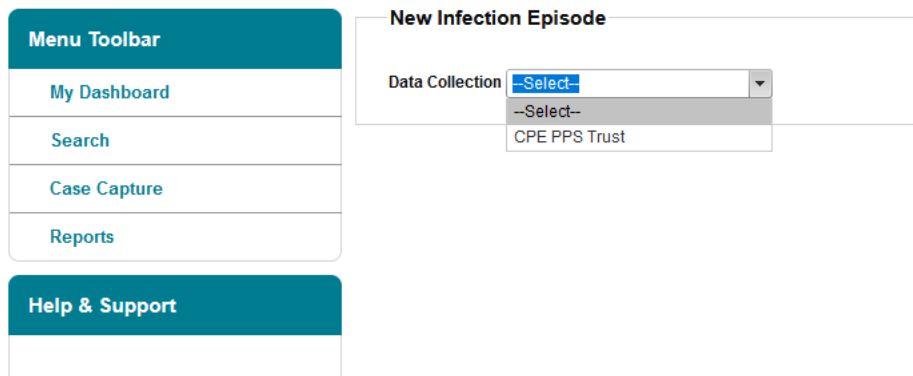 Menu Toolbar
My Dashboard
Search
Case Capture
Reports
Help & Support
New Infection Episode
Data Collection --Select--
--Select--
CPE PPS Trust